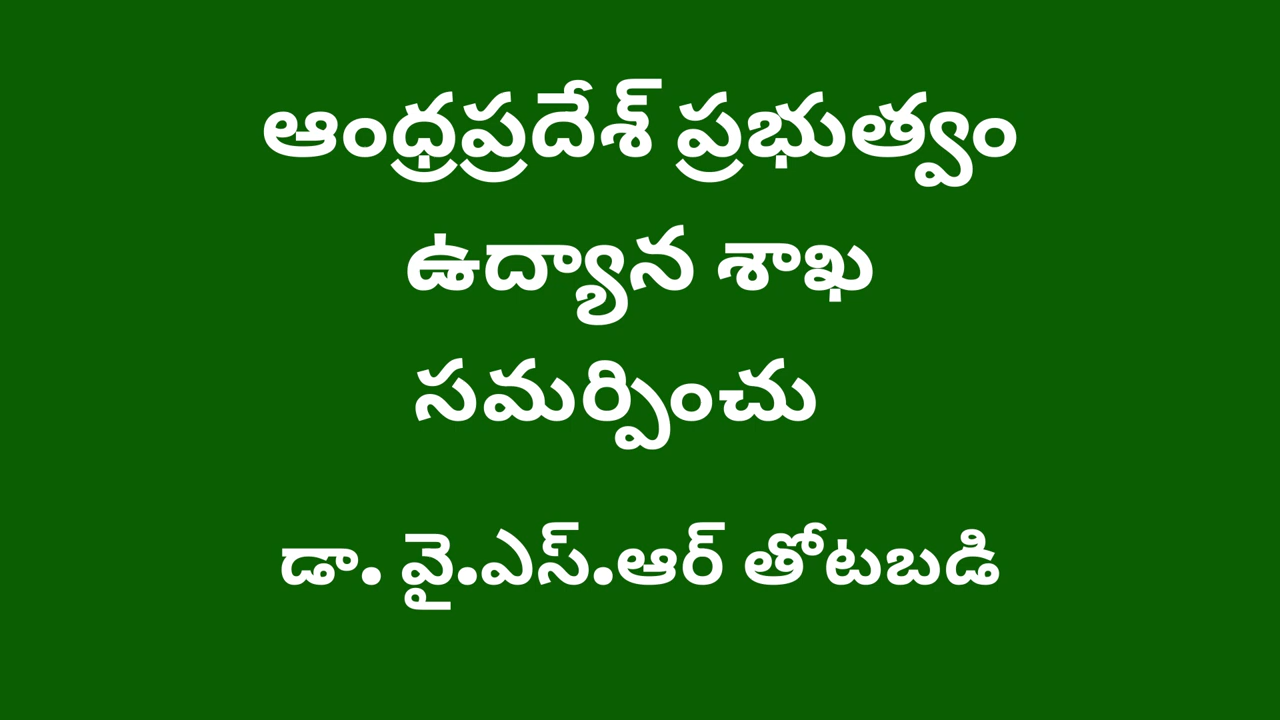 ఆంధ్రప్రదేశ్ ప్రభుత్వం
ఉద్యాన శాఖ
సమర్పించు
డా. వై.ఎస్.ఆర్ తోటబడి